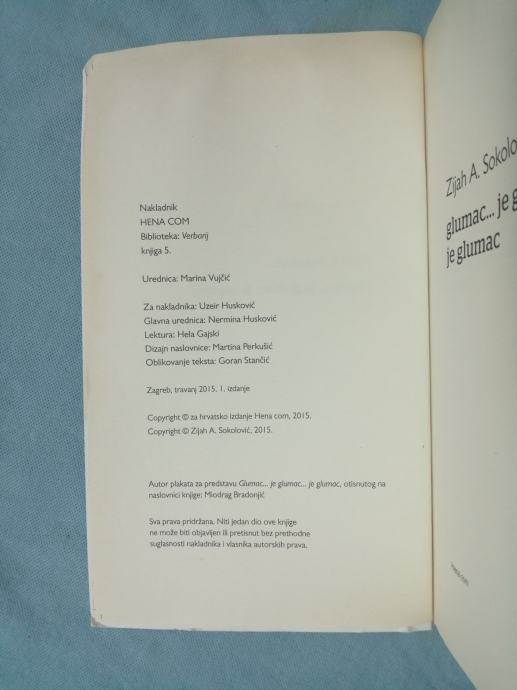 Nakladnik
HENA COM
Biblioteka: Verbarij
knjiga 5.
Urednica: Marina Vujčić
Za nakladnika: Uzeir Husković
Glavna urednica: Nermina Husković
Lektura: Hela Gajski
Dizajn naslovnice: Martina Perkušić
Oblikovanje teksta: Goran Stančić
Zagreb, travanj 2015. 1. izdanje
Copyright © za hrvatsko izdanje Hena com, 2015.
Copyright © Zijah A. Sokolović, 2015.
Autor plakata za predstavu Glumac... je glumac... je glumac, otisnutog na
naslovnici knjige: Miodrag Bradonjić
Sva prava pridržana. Niti jedan dio ove knjige
ne može biti objavljen ili pretisnut bez prethodne
suglasnosti nakladnika i vlasnika autorskih prava.
Zijah A. Sokolo
glumac... je g
je glumac